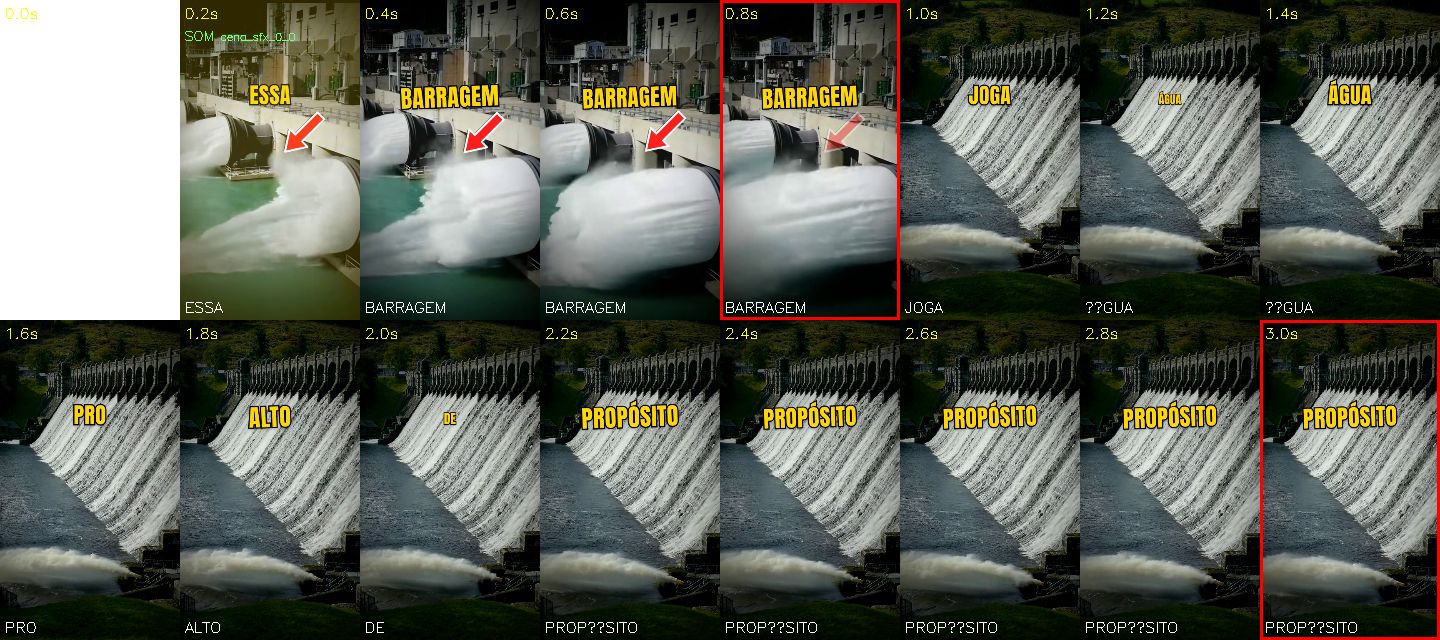 0.0s
0.2s
SOM cena_sfx_0_0
ESSA
ESSA
0.4s
BARRAGEM
BARRAGEM
0.6s
BARRAGEM
BARRAGEM
0.8s
BARRAGEM
BARRAGEM
1.0s
JOGA
JOGA
1.2s
ÁGUA
??GUA
1.4s
ÁGUA
??GUA
1.6s
PRO
PRO
1.8s
ALTO
ALTO
2.0s
DE
DE
2.2s
PROPÓSITO
PROP??SITO
2.4s
PROPÓSITO
PROP??SITO
2.6s
PROPÓSITO
PROP??SITO
2.8s
PROPÓSITO
PROP??SITO
3.0s
PROPÓSITO
PROP??SITO